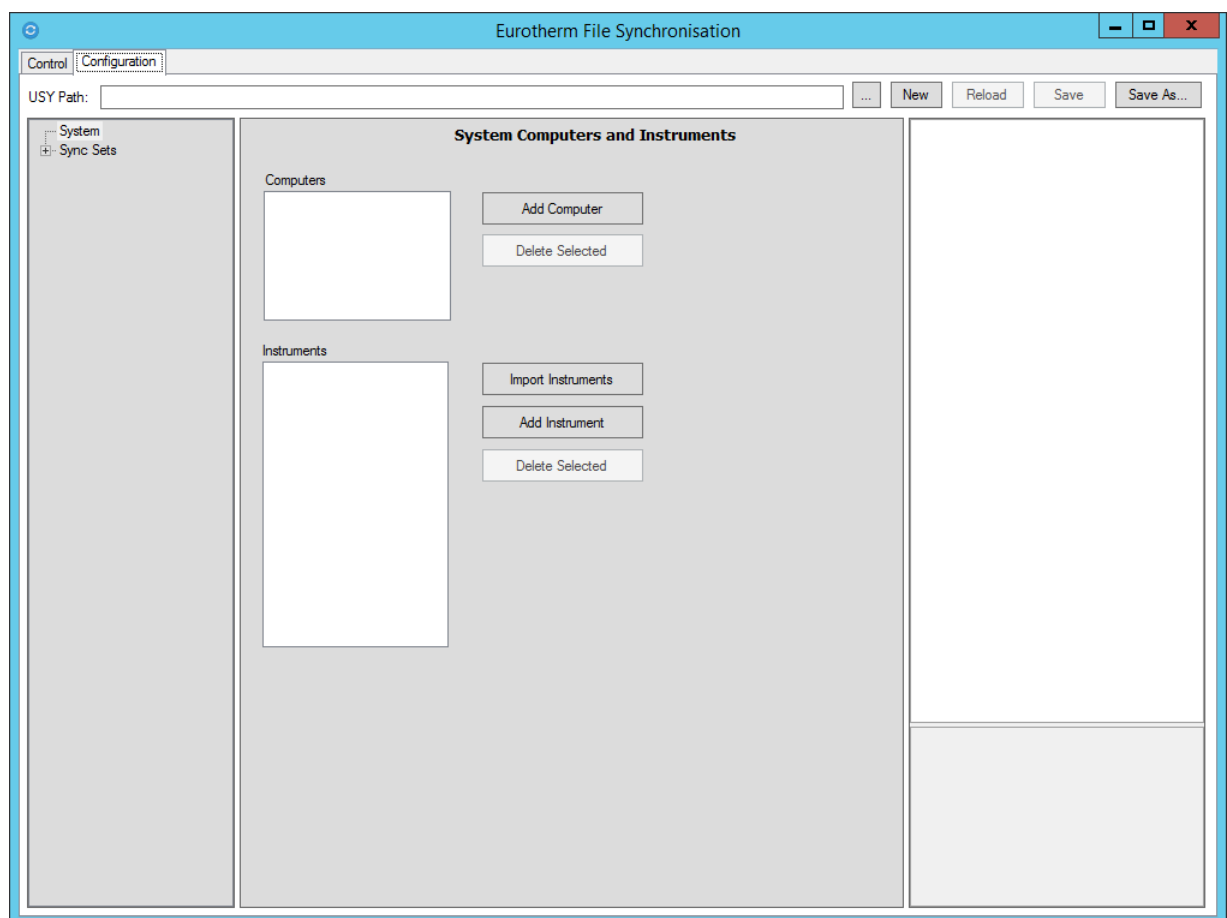 Eurotherm File Synchronisation
Control Configuration
USY Path: ... New Reload Save Save As...
System
Sync Sets
System Computers and Instruments
Computers
Add Computer
Delete Selected
Instruments
Import Instruments
Add Instrument
Delete Selected